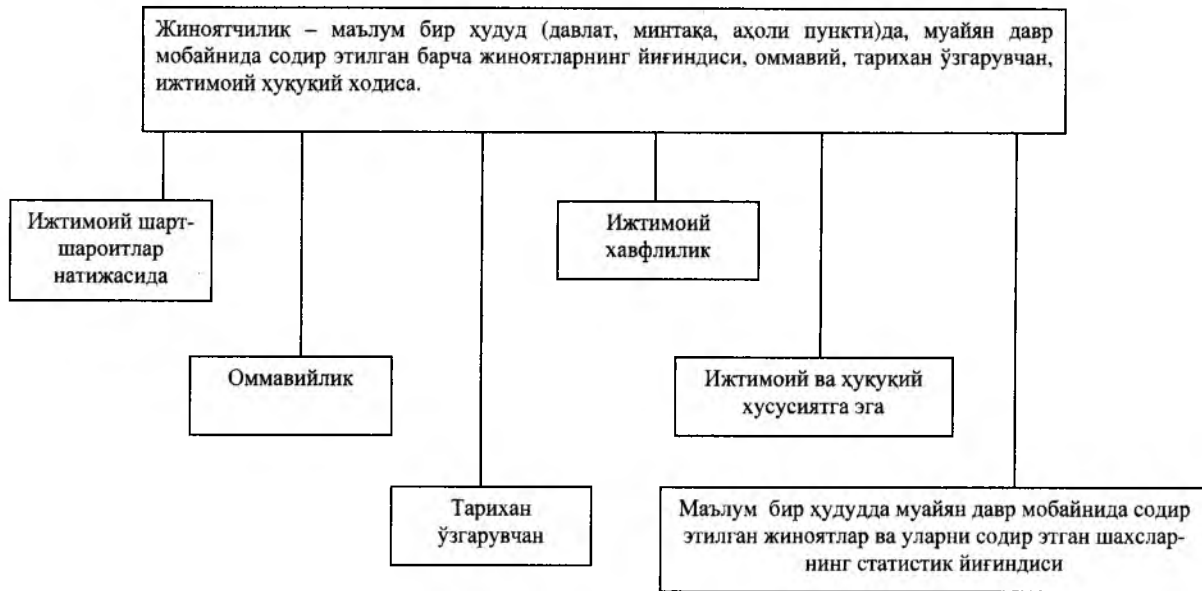 Жиноятчилик – маълум бир ҳудуд (давлат, минтақа, аҳоли пункти)да, муайян давр
мобайнида содир этилган барча жиноятларнинг йиғиндиси, оммавий, тарихан ўзгарувчан,
ижтимоий ҳуқуқий ходиса.
Ижтимоий шарт-
шароитлар
натижасида
Ижтимоий
хавфлилик
Оммавийлик
Ижтимоий ва ҳуқуқий
хусусиятга эга
Тарихан
ўзгарувчан
Маълум бир ҳудудда муайян давр мобайнида содир
этилган жиноятлар ва уларни содир этган шахслар-
нинг статистик йиғиндиси